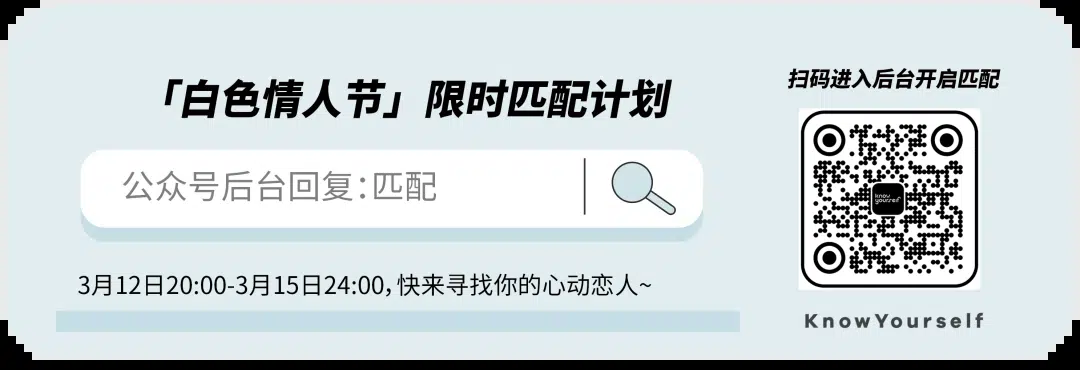 「白色情人节」限时匹配计划
公众号后台回复:匹配
3月12日20:00-3月15日24:00,快来寻找你的心动恋人~
扫码进入后台开启匹配
know
yourself
KnowYourself